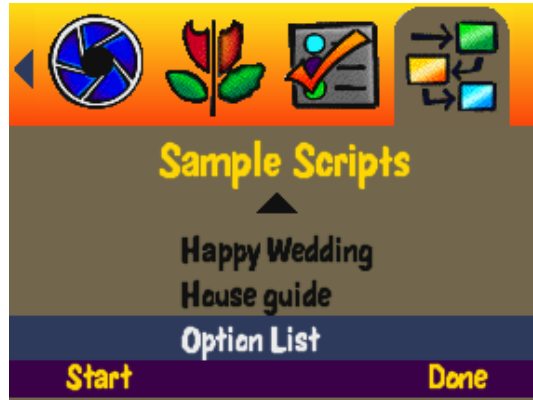 Sample Scripts
Happy Wedding
House guide
Option List
Start Done